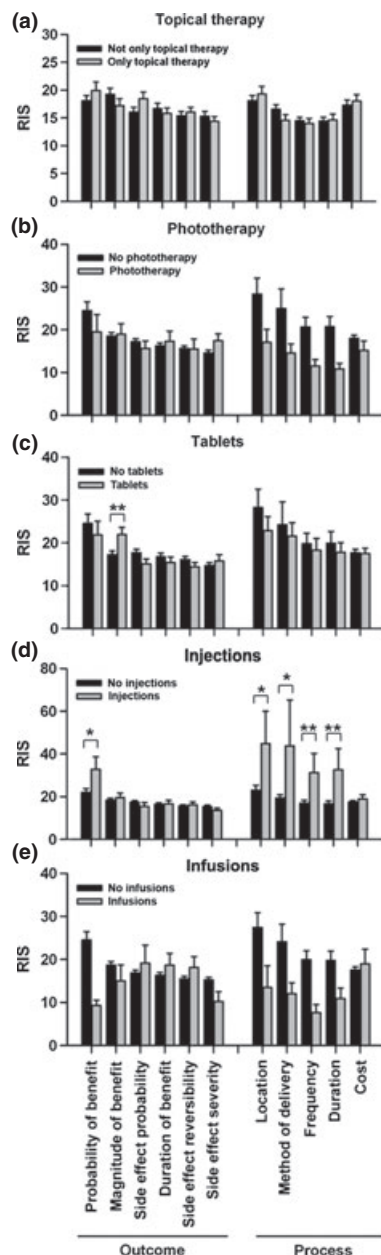 (a) Topical therapy
30
25
20
15
10
5
0
RIS
Not only topical therapy
Only topical therapy
(b) Phototherapy
40
30
20
10
0
RIS
No phototherapy
Phototherapy
(c) Tablets
40
30
20
10
0
RIS
No tablets
Tablets
**
(d) Injections
80
60
40
20
0
RIS
No injections
Injections
*
* * ** **
(e) Infusions
40
30
20
10
0
RIS
No infusions
Infusions
Probability of benefit
Magnitude of benefit
Side effect probability
Duration of benefit
Side effect reversibility
Side effect severity
Location
Method of delivery
Frequency
Duration
Cost
Outcome Process